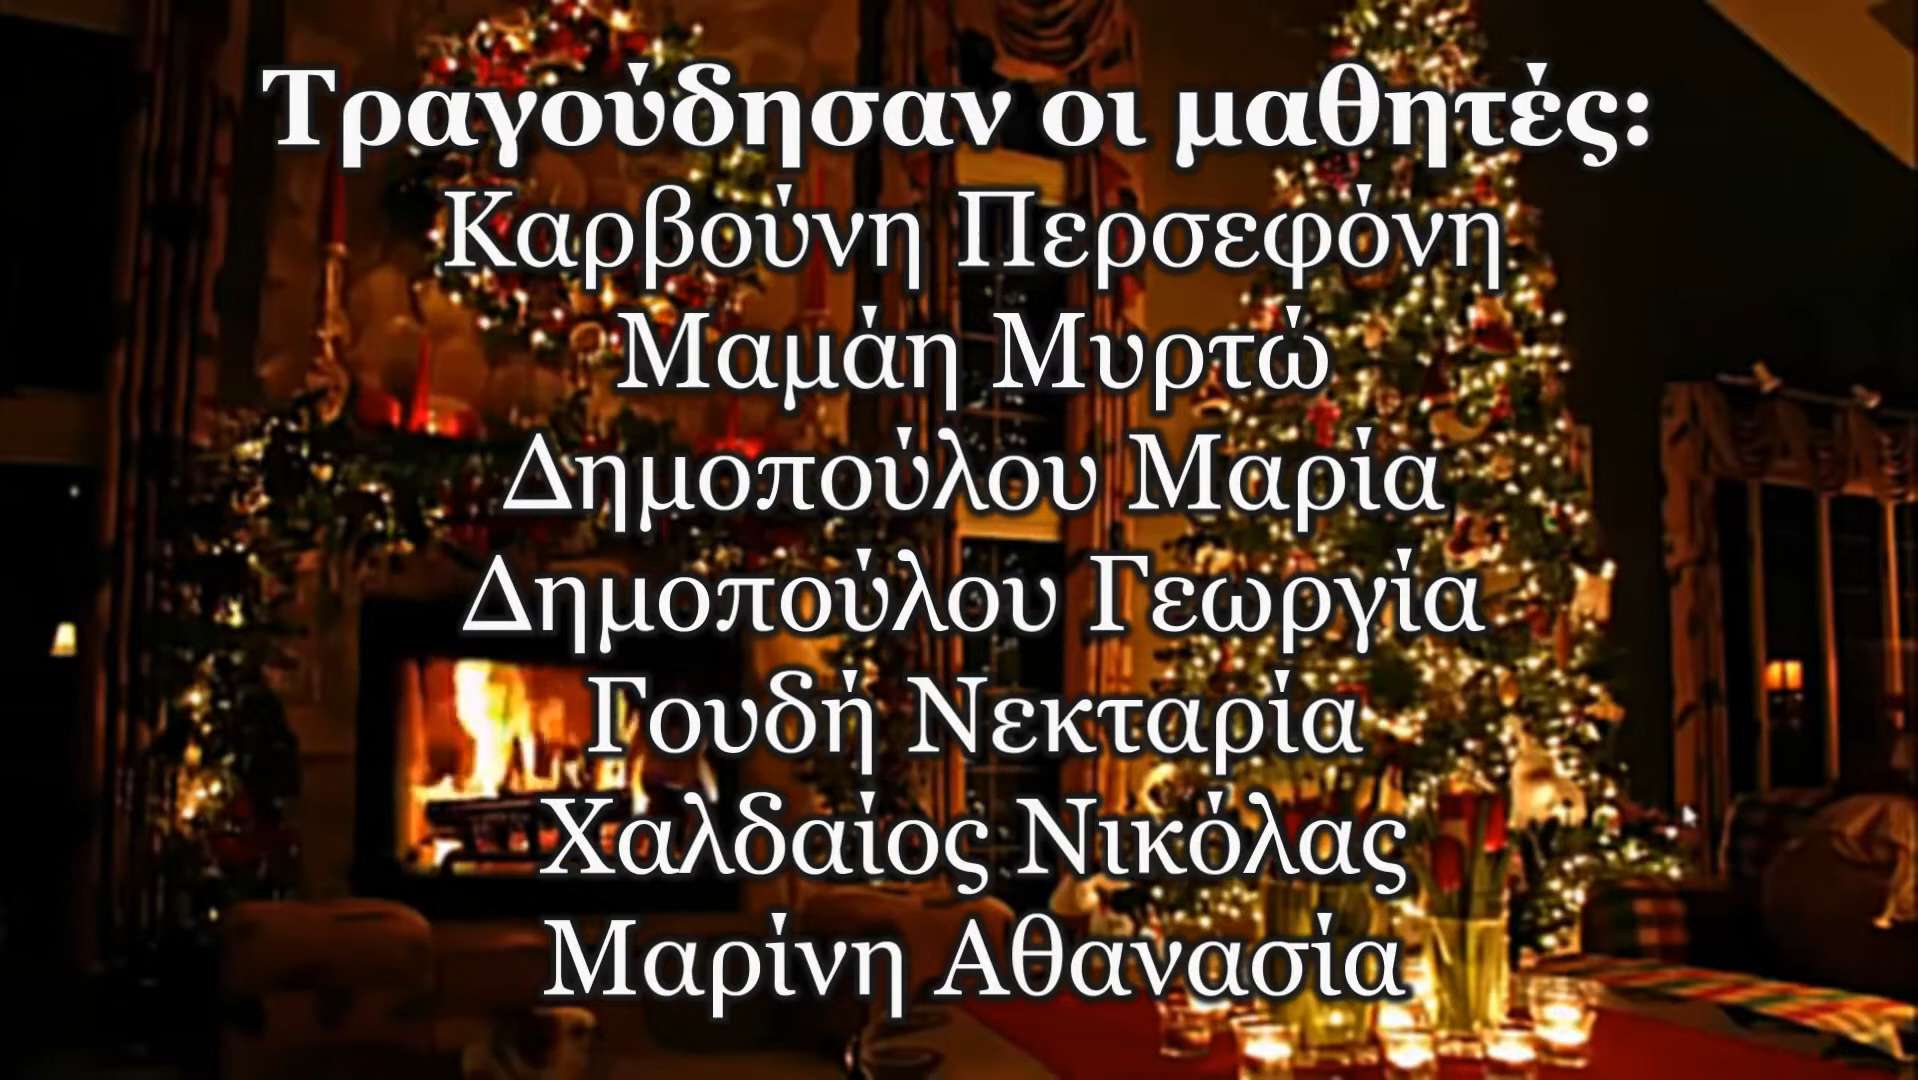 Τραγούδησαν οι μαθητές:
Καρβούνη Περσεφόνη
Μαμάη Μυρτώ
Δημοπούλου Μαρία
Δημοπούλου Γεωργία
Γουδή Νεκταρία
Χαλδαίος Νικόλας
Μαρίνη Αθανασία